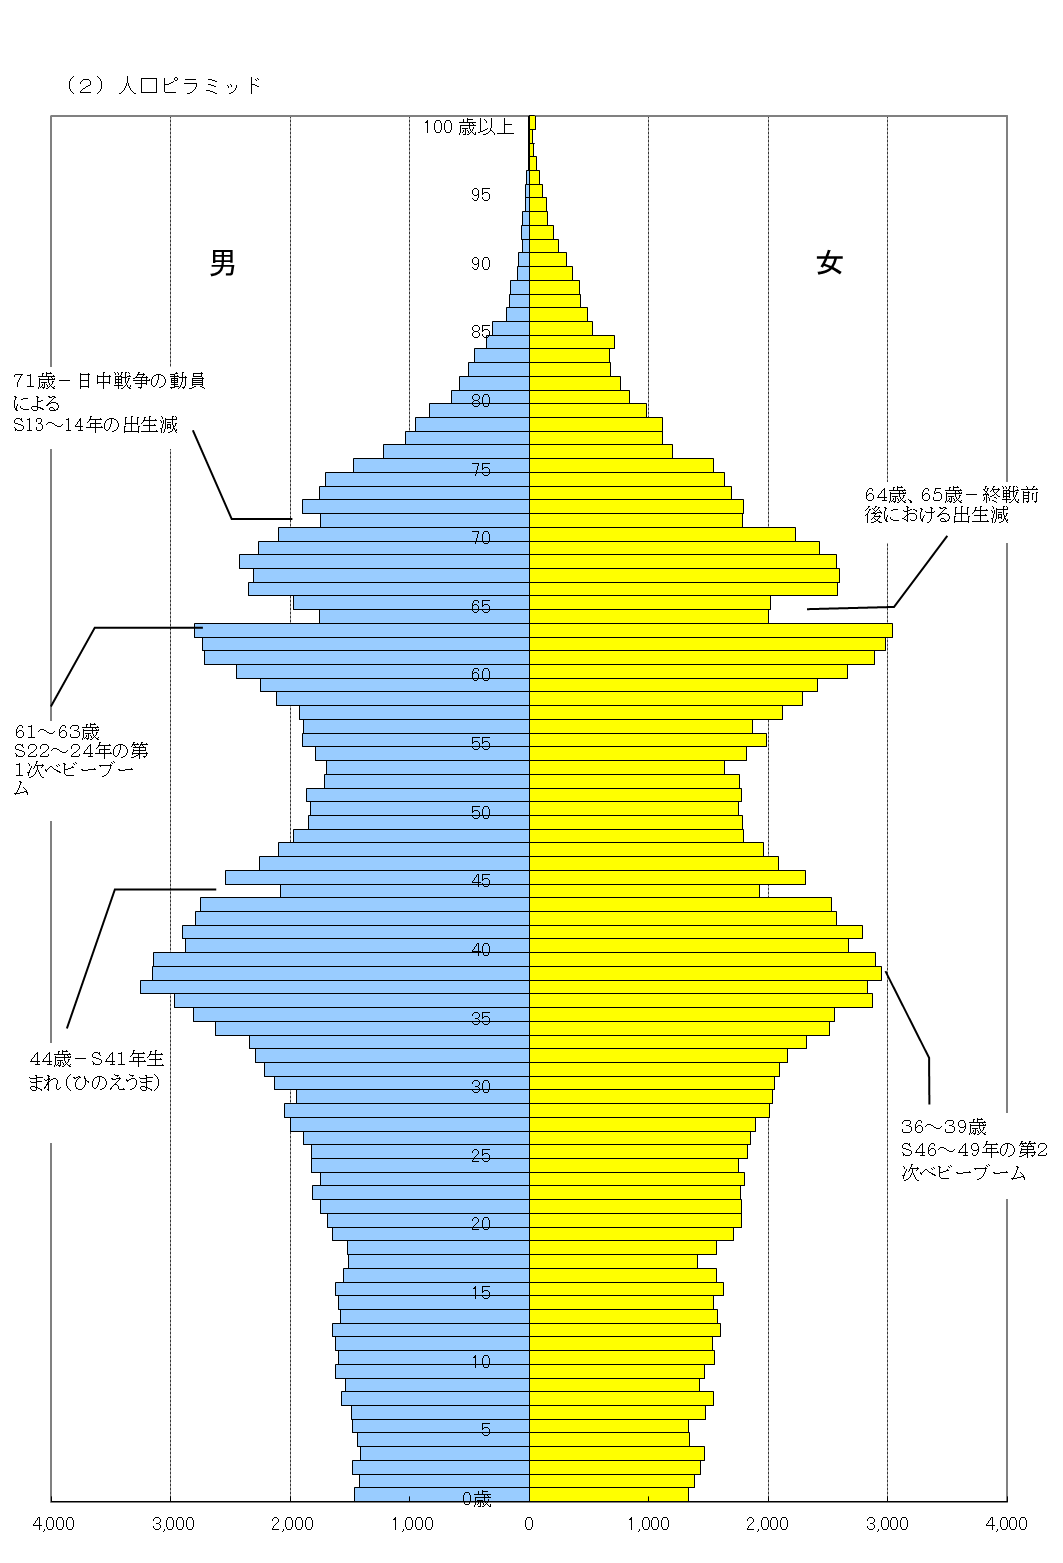 （２）人口ピラミッド
100 歳以上
95
男
女
90
85
71歳－日中戦争の動員
による
S13～14年の出生減
80
75
64歳、65歳－終戦前
後における出生減
70
65
61～63歳
S22～24年の第
1次ベビーブー
ム
60
55
50
45
40
44歳－S41年生
まれ（ひのえうま）
35
30
36～39歳
S46～49年の第2
次ベビーブーム
25
20
15
10
5
0歳
4,000 3,000 2,000 1,000 0 1,000 2,000 3,000 4,000